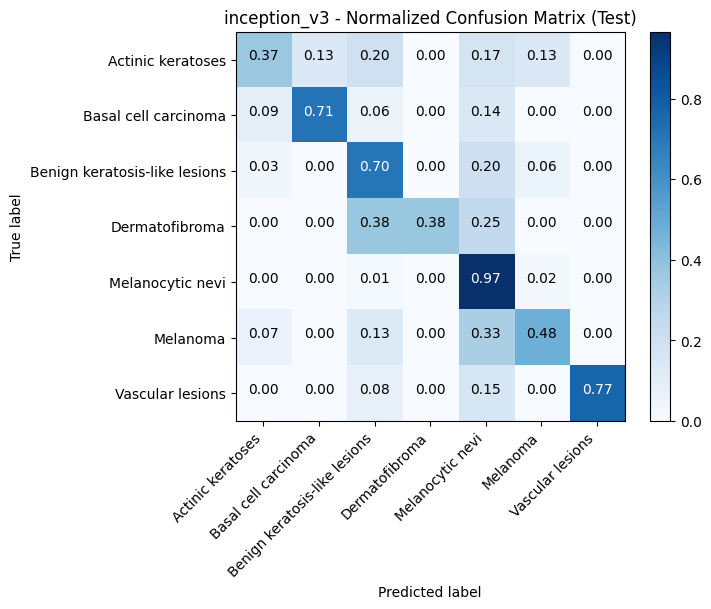 inception_v3 - Normalized Confusion Matrix (Test)
True label
Actinic keratoses 0.37 0.13 0.20 0.00 0.17 0.13 0.00
Basal cell carcinoma 0.09 0.71 0.06 0.00 0.14 0.00 0.00
Benign keratosis-like lesions 0.03 0.00 0.70 0.00 0.20 0.06 0.00
Dermatofibroma 0.00 0.00 0.38 0.38 0.25 0.00 0.00
Melanocytic nevi 0.00 0.00 0.01 0.00 0.97 0.02 0.00
Melanoma 0.07 0.00 0.13 0.00 0.33 0.48 0.00
Vascular lesions 0.00 0.00 0.08 0.00 0.15 0.00 0.77
Actinic keratoses
Basal cell carcinoma
Benign keratosis-like lesions
Dermatofibroma
Melanocytic nevi
Melanoma
Vascular lesions
Predicted label
0.8
0.6
0.4
0.2
0.0